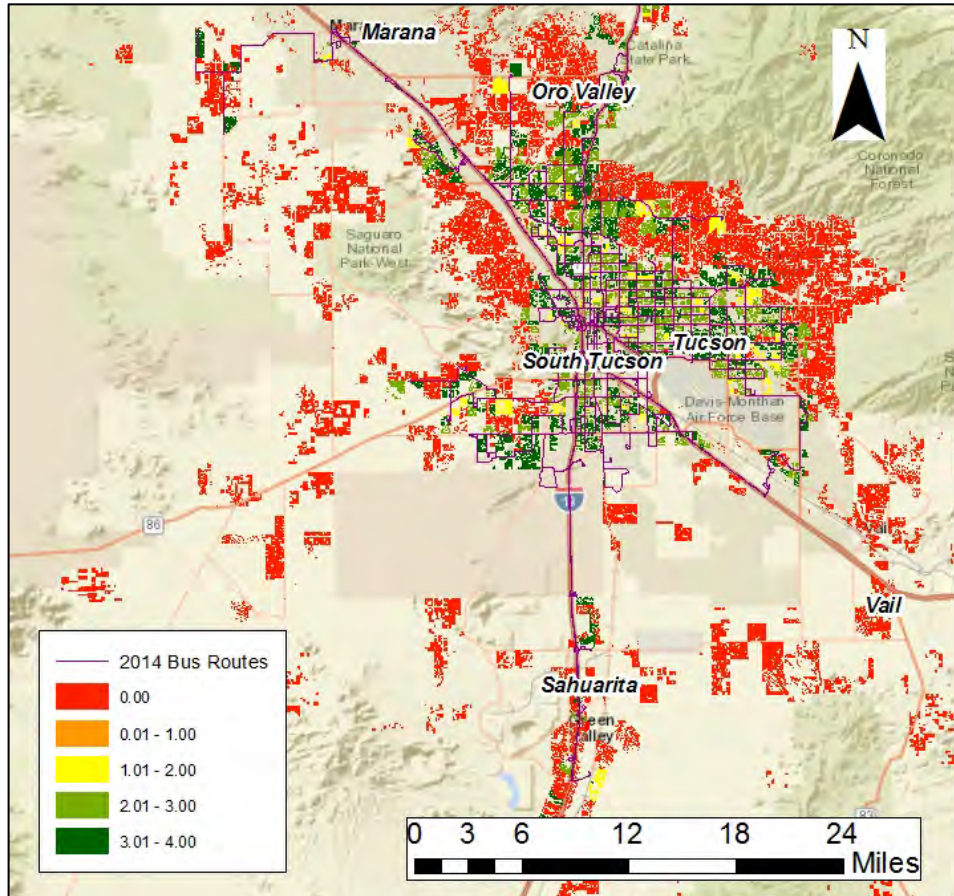 Marana
Catalina
State Park
Oro Valley
N
Coronado
National
Forest
Saguaro
National
Park-West
Tucson
South Tucson
Davis-Monthan
Air Force Base
86
Vail
Sahuarita
Green
Valley
83
2014 Bus Routes
0.00
0.01 - 1.00
1.01 - 2.00
2.01 - 3.00
3.01 - 4.00
0 3 6 12 18 24
Miles